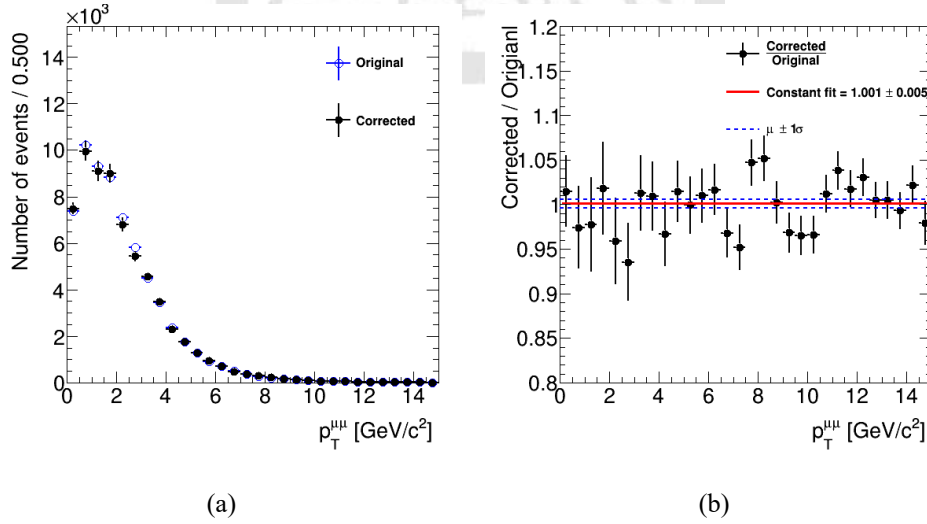 ×10³
14
12
10
8
6
4
2
0
0 2 4 6 8 10 12 14
Number of events / 0.500
p_T^μμ [GeV/c²]
Original
Corrected
(a)
1.2
1.15
1.1
1.05
1
0.95
0.9
0.85
0.8
0 2 4 6 8 10 12 14
Corrected / Origianl
p_T^μμ [GeV/c²]
Corrected
Original
Constant fit = 1.001 ± 0.005
μ ± 1σ
(b)